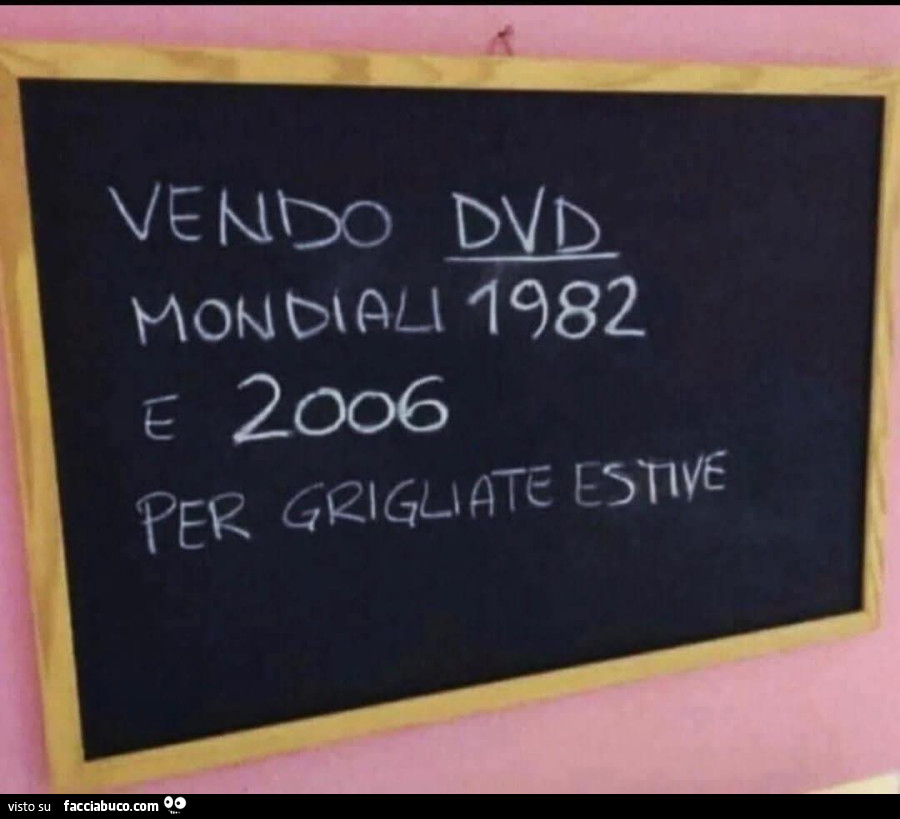 VENDO DVD
MONDIALI 1982
E 2006
PER GRIGLIATE ESTIVE
visto su facciabuco.com